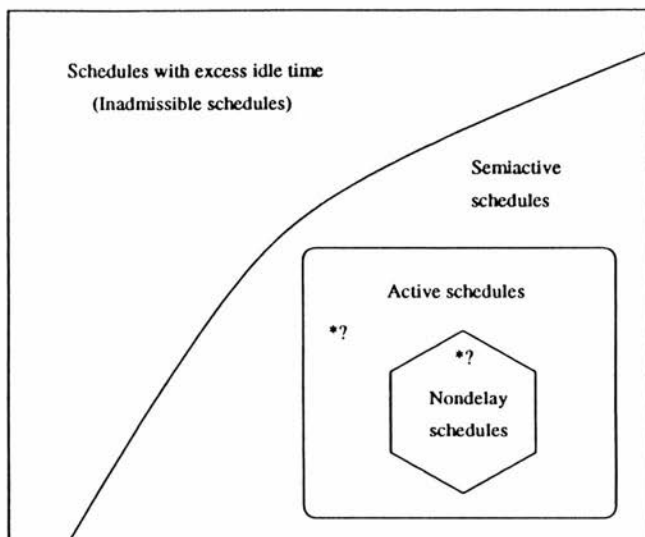 Schedules with excess idle time
(Inadmissible schedules)
Semiactive
schedules
Active schedules
*?
*?
Nondelay
schedules